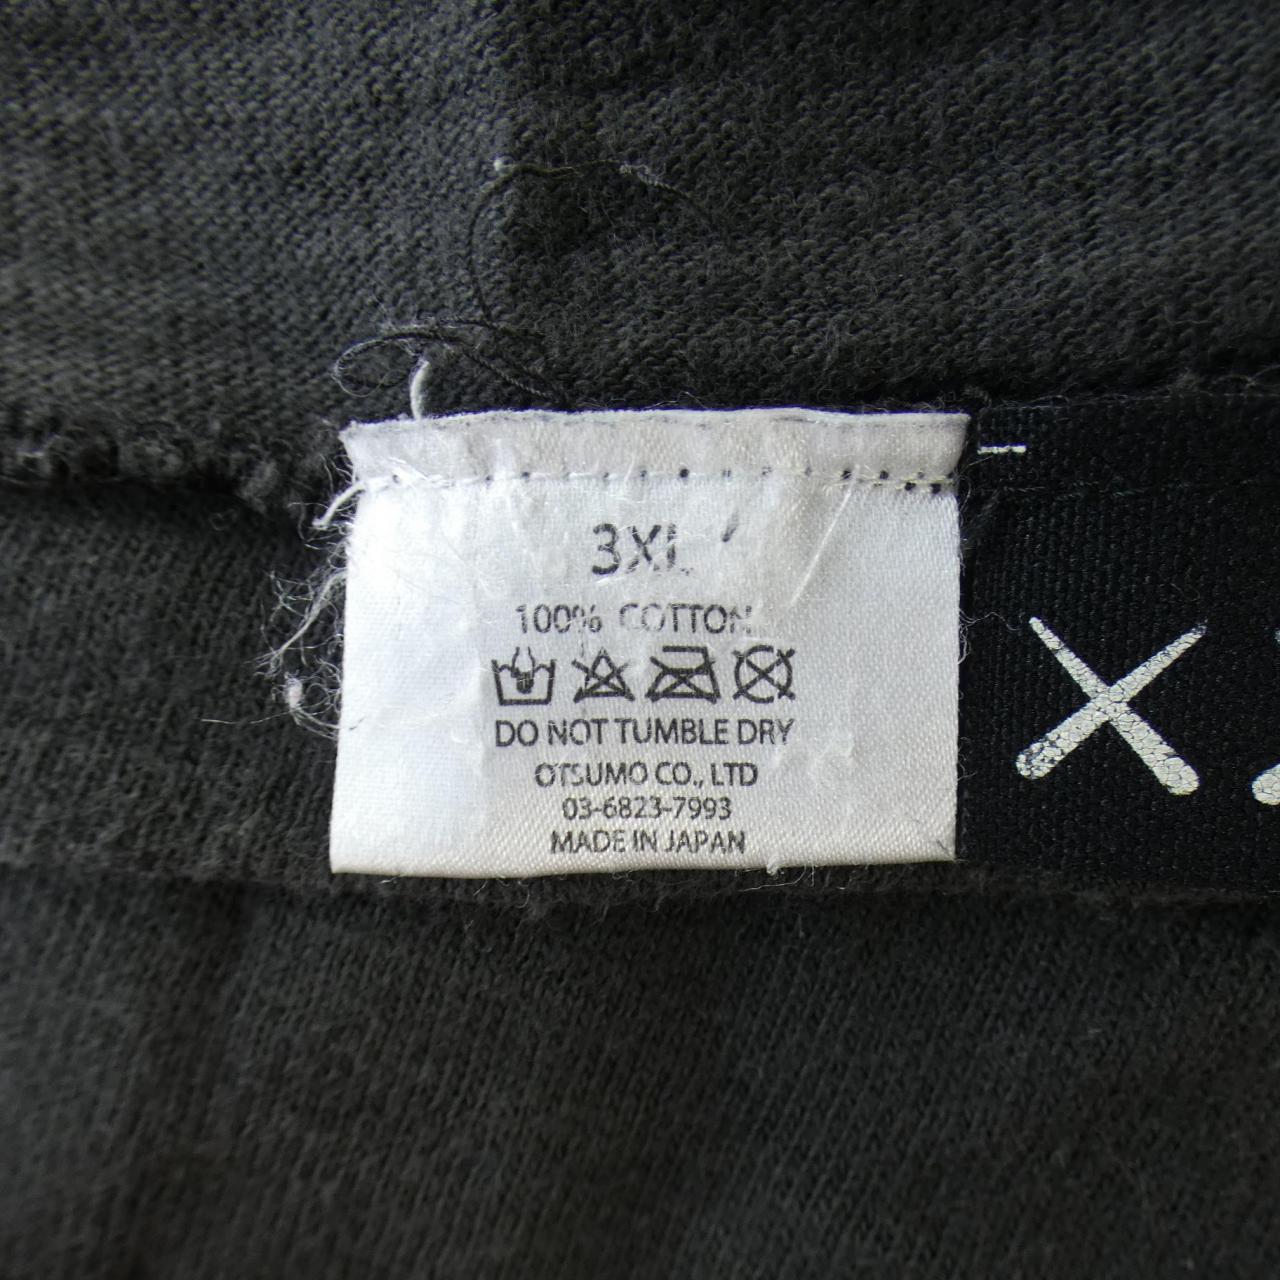 3XL
100% COTTON
DO NOT TUMBLE DRY
OTSUMO CO., LTD
03-6823-7993
MADE IN JAPAN